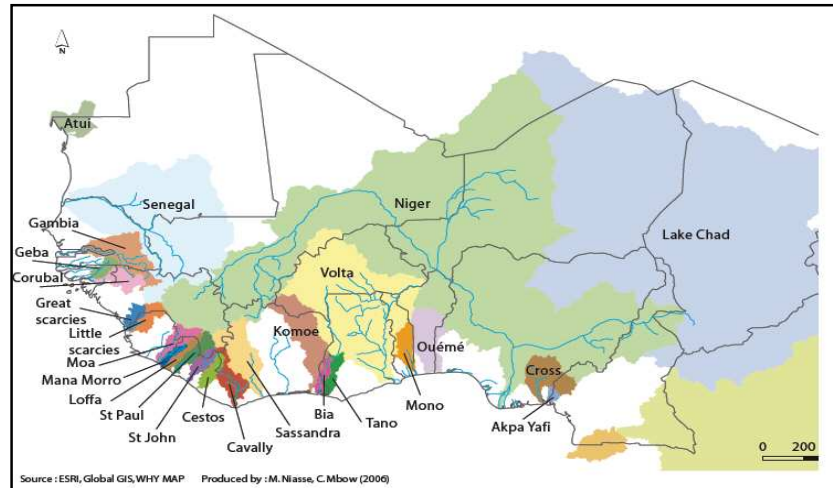 N
Atui
Senegal
Gambia
Niger
Geba
Lake Chad
Corubal
Volta
Great
scarcies
Little
scarcies
Komoe
Ouémé
Moa
Mana Morro
Cross
Loffa
Mono
St Paul
Bia
Tano
Akpa Yafi
St John
Cestos
Sassandra
Cavally
0 200
Source : ESRI, Global GIS, WHY MAP Produced by : M. Niasse, C. Mbow (2006)